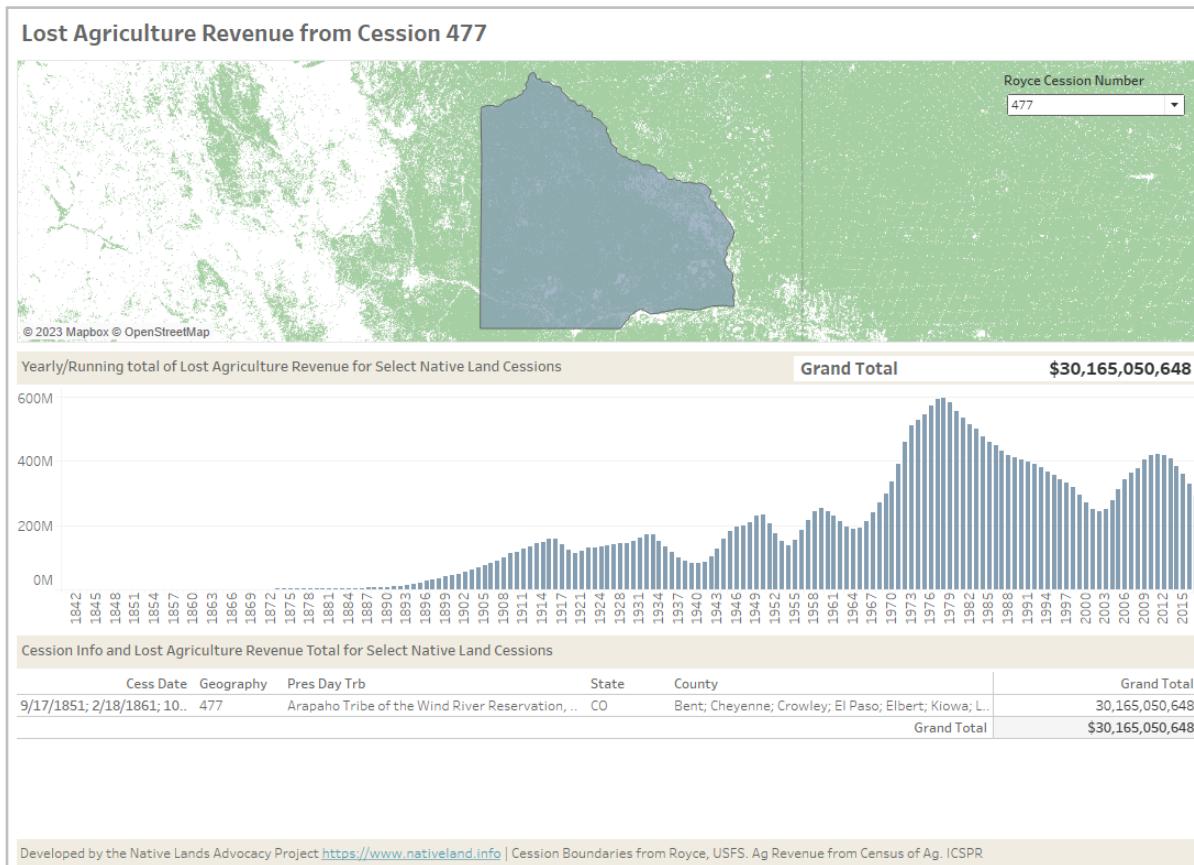 Lost Agriculture Revenue from Cession 477
Royce Cession Number
477
© 2023 Mapbox © OpenStreetMap
Yearly/Running total of Lost Agriculture Revenue for Select Native Land Cessions
Grand Total $30,165,050,648
600M
400M
200M
0M
1842 1845 1848 1851 1854 1857 1860 1863 1866 1869 1872 1875 1878 1881 1884 1887 1890 1893 1896 1899 1902 1905 1908 1911 1914 1917 1921 1924 1928 1931 1934 1937 1940 1943 1946 1949 1952 1955 1958 1961 1964 1967 1970 1973 1976 1979 1982 1985 1988 1991 1994 1997 2000 2003 2006 2009 2012 2015
Cession Info and Lost Agriculture Revenue Total for Select Native Land Cessions
Cess Date Geography Pres Day Trb State County Grand Total
9/17/1851; 2/18/1861; 10.. 477 Arapaho Tribe of the Wind River Reservation, .. CO Bent; Cheyenne; Crowley; El Paso; Elbert; Kiowa; L.. 30,165,050,648
Grand Total $30,165,050,648
Developed by the Native Lands Advocacy Project https://www.nativeland.info | Cession Boundaries from Royce, USFS. Ag Revenue from Census of Ag. ICSPR